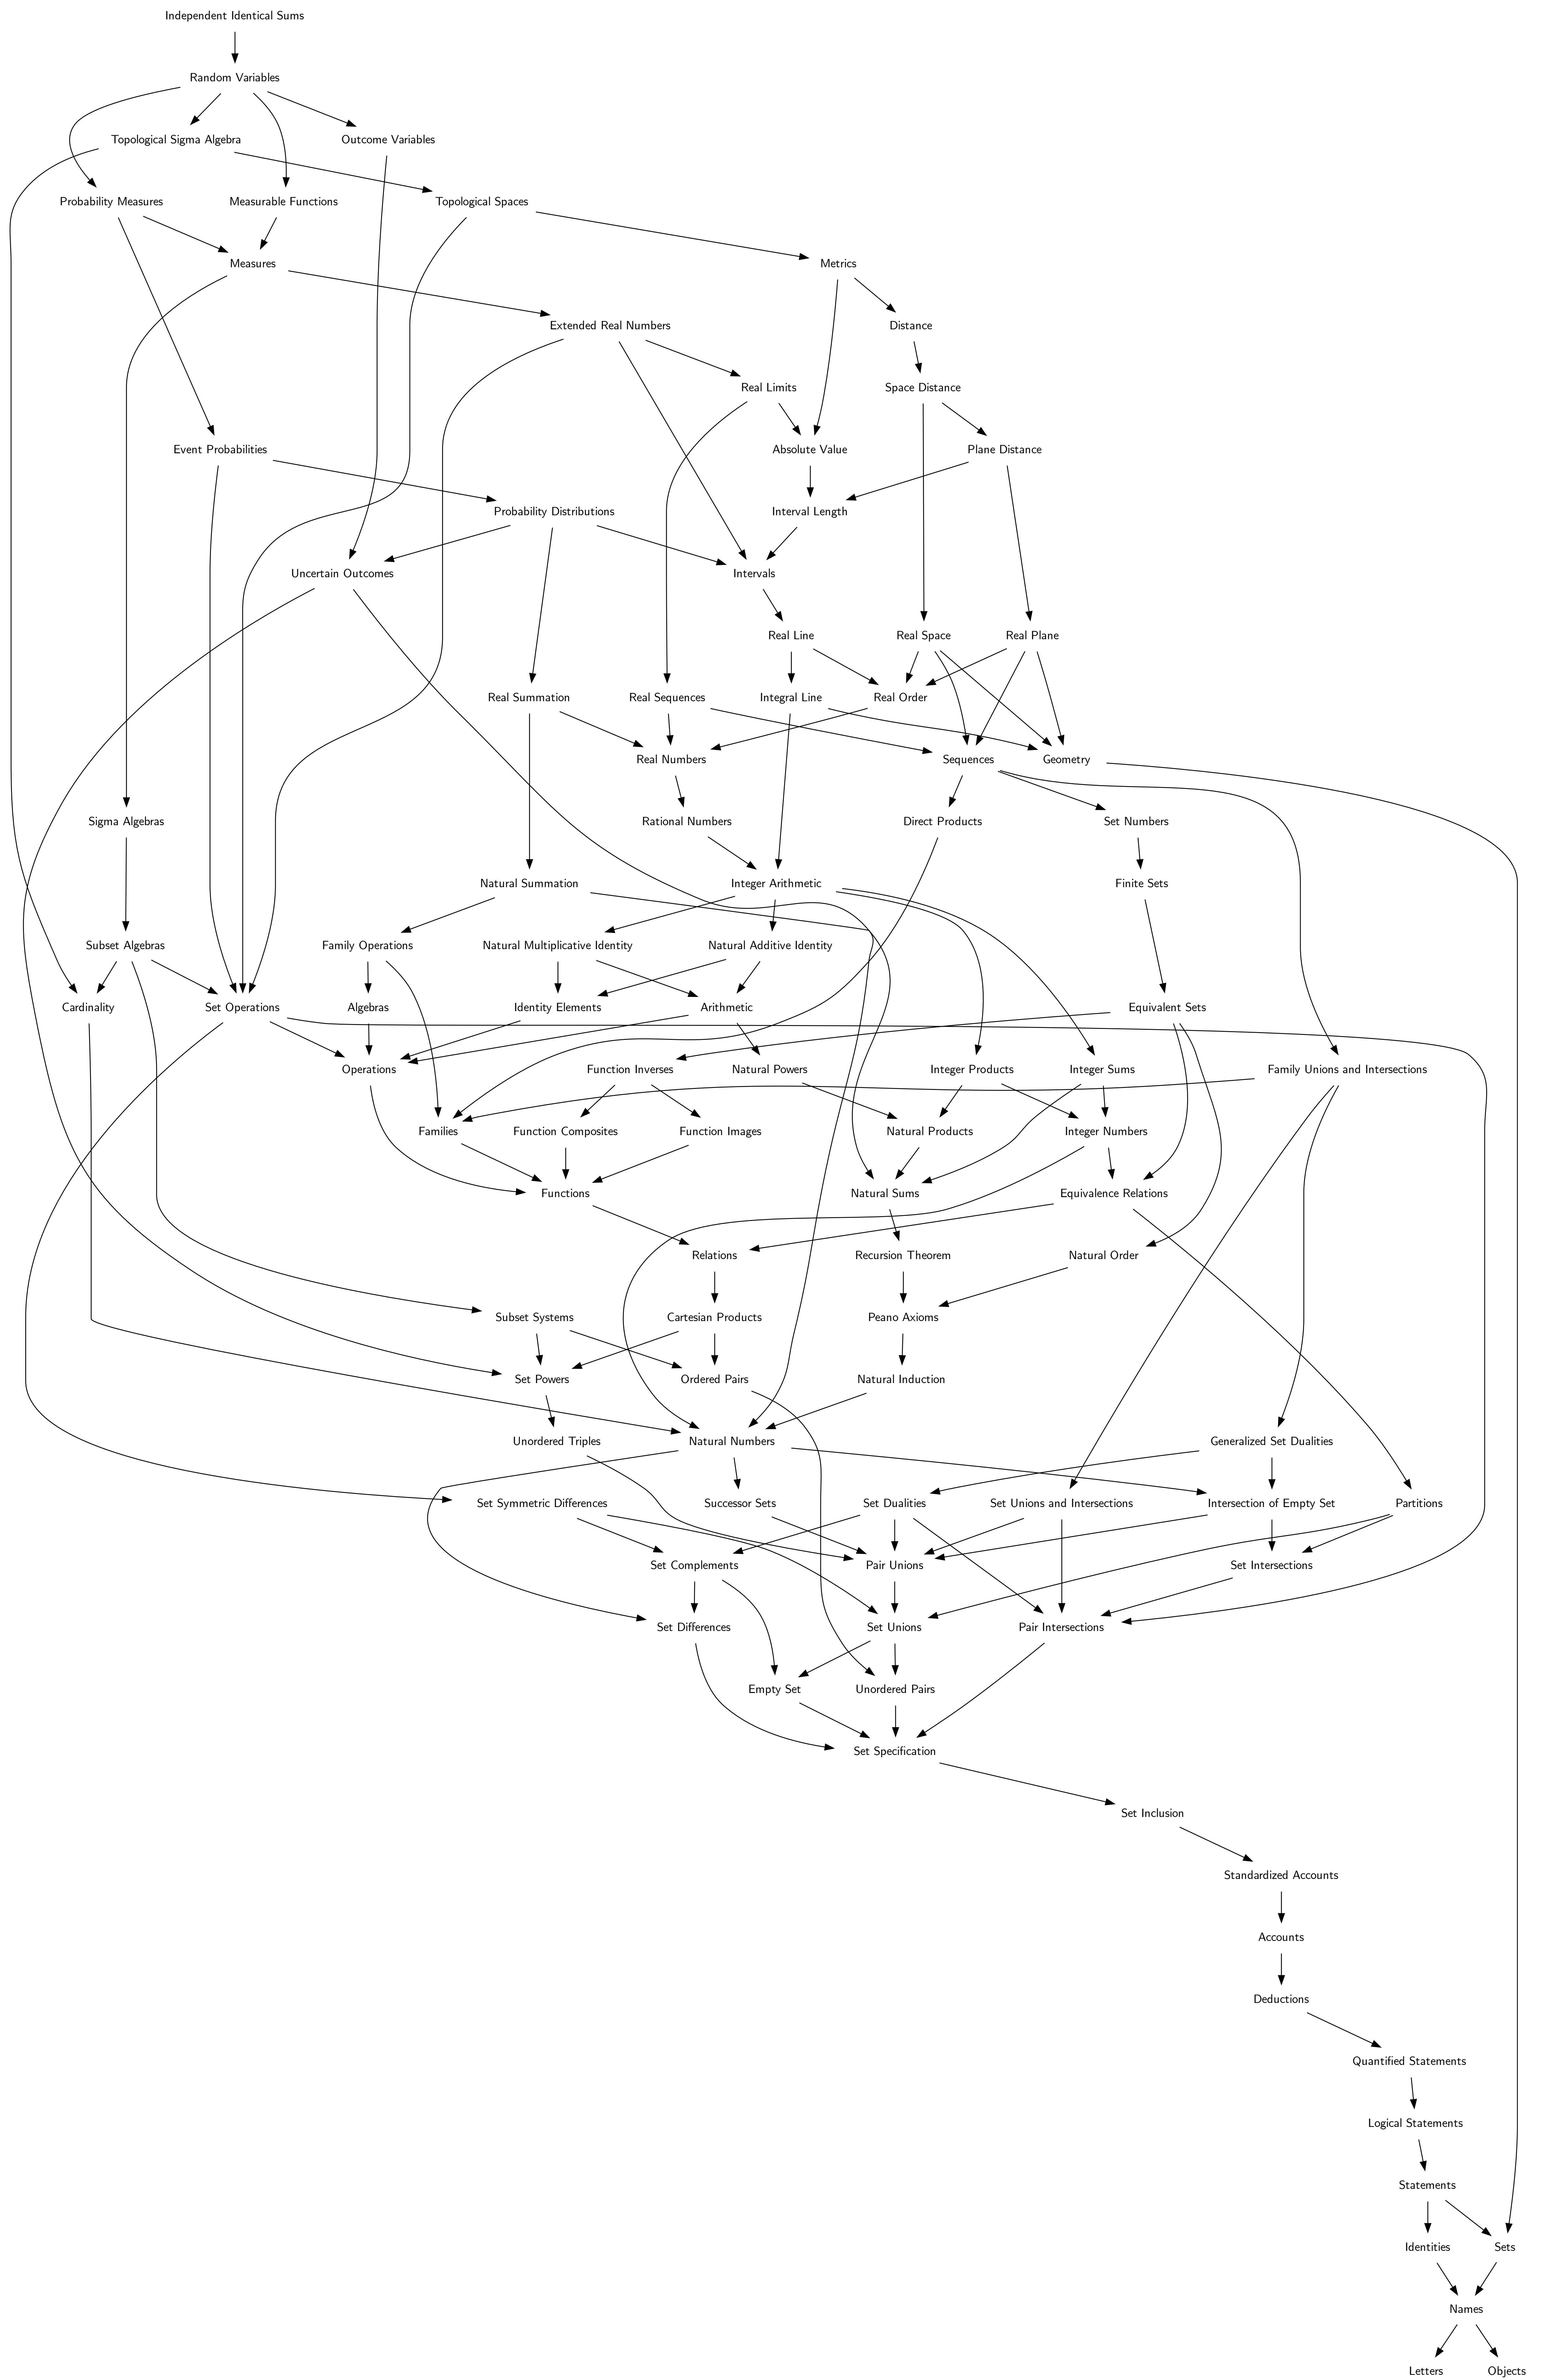 Independent Identical Sums
Random Variables
Topological Sigma Algebra
Outcome Variables
Probability Measures
Measurable Functions
Topological Spaces
Measures
Metrics
Extended Real Numbers
Distance
Real Limits
Space Distance
Event Probabilities
Absolute Value
Plane Distance
Probability Distributions
Interval Length
Uncertain Outcomes
Intervals
Real Line
Real Space
Real Plane
Real Summation
Real Sequences
Integral Line
Real Order
Real Numbers
Sequences
Geometry
Sigma Algebras
Rational Numbers
Direct Products
Set Numbers
Natural Summation
Integer Arithmetic
Finite Sets
Subset Algebras
Family Operations
Natural Multiplicative Identity
Natural Additive Identity
Cardinality
Set Operations
Algebras
Identity Elements
Arithmetic
Equivalent Sets
Operations
Function Inverses
Natural Powers
Integer Products
Integer Sums
Family Unions and Intersections
Families
Function Composites
Function Images
Natural Products
Integer Numbers
Functions
Natural Sums
Equivalence Relations
Relations
Recursion Theorem
Natural Order
Subset Systems
Cartesian Products
Peano Axioms
Set Powers
Ordered Pairs
Natural Induction
Unordered Triples
Natural Numbers
Generalized Set Dualities
Set Symmetric Differences
Successor Sets
Set Dualities
Set Unions and Intersections
Intersection of Empty Set
Partitions
Set Complements
Pair Unions
Set Intersections
Set Differences
Set Unions
Pair Intersections
Empty Set
Unordered Pairs
Set Specification
Set Inclusion
Standardized Accounts
Accounts
Deductions
Quantified Statements
Logical Statements
Statements
Identities
Sets
Names
Letters
Objects